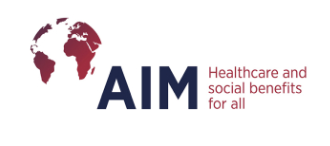 AIM
Healthcare and
social benefits
for all